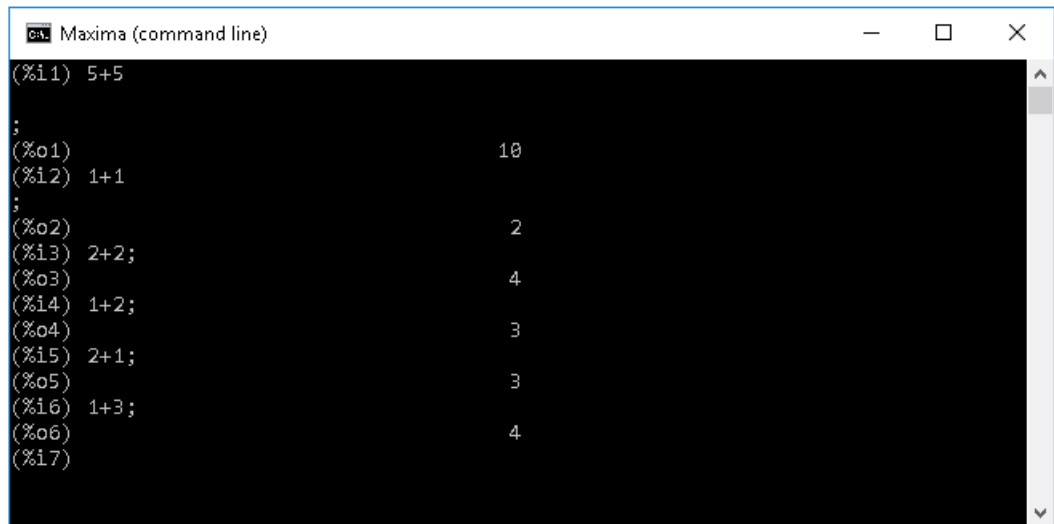 Maxima (command line)
(%i1) 5+5
;
(%o1) 10
(%i2) 1+1
;
(%o2) 2
(%i3) 2+2;
(%o3) 4
(%i4) 1+2;
(%o4) 3
(%i5) 2+1;
(%o5) 3
(%i6) 1+3;
(%o6) 4
(%i7)